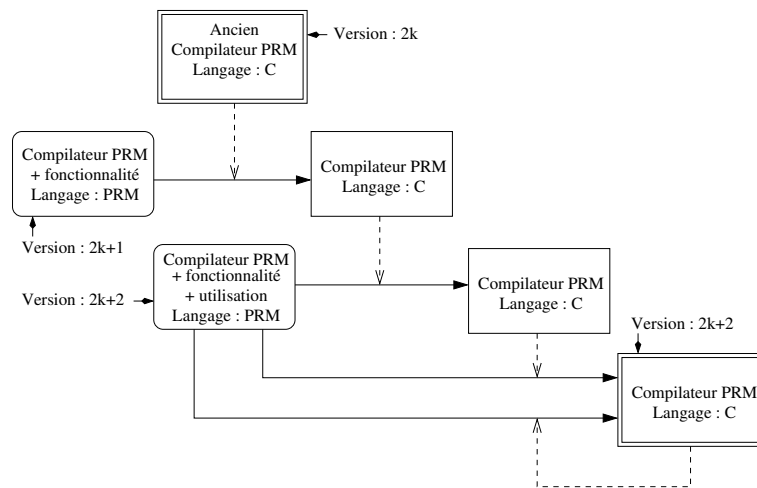 Ancien
Compilateur PRM
Langage : C
Version : 2k
Compilateur PRM
+ fonctionnalité
Langage : PRM
Compilateur PRM
Langage : C
Version : 2k+1
Compilateur PRM
+ fonctionnalité
+ utilisation
Langage : PRM
Version : 2k+2
Compilateur PRM
Langage : C
Version : 2k+2
Compilateur PRM
Langage : C